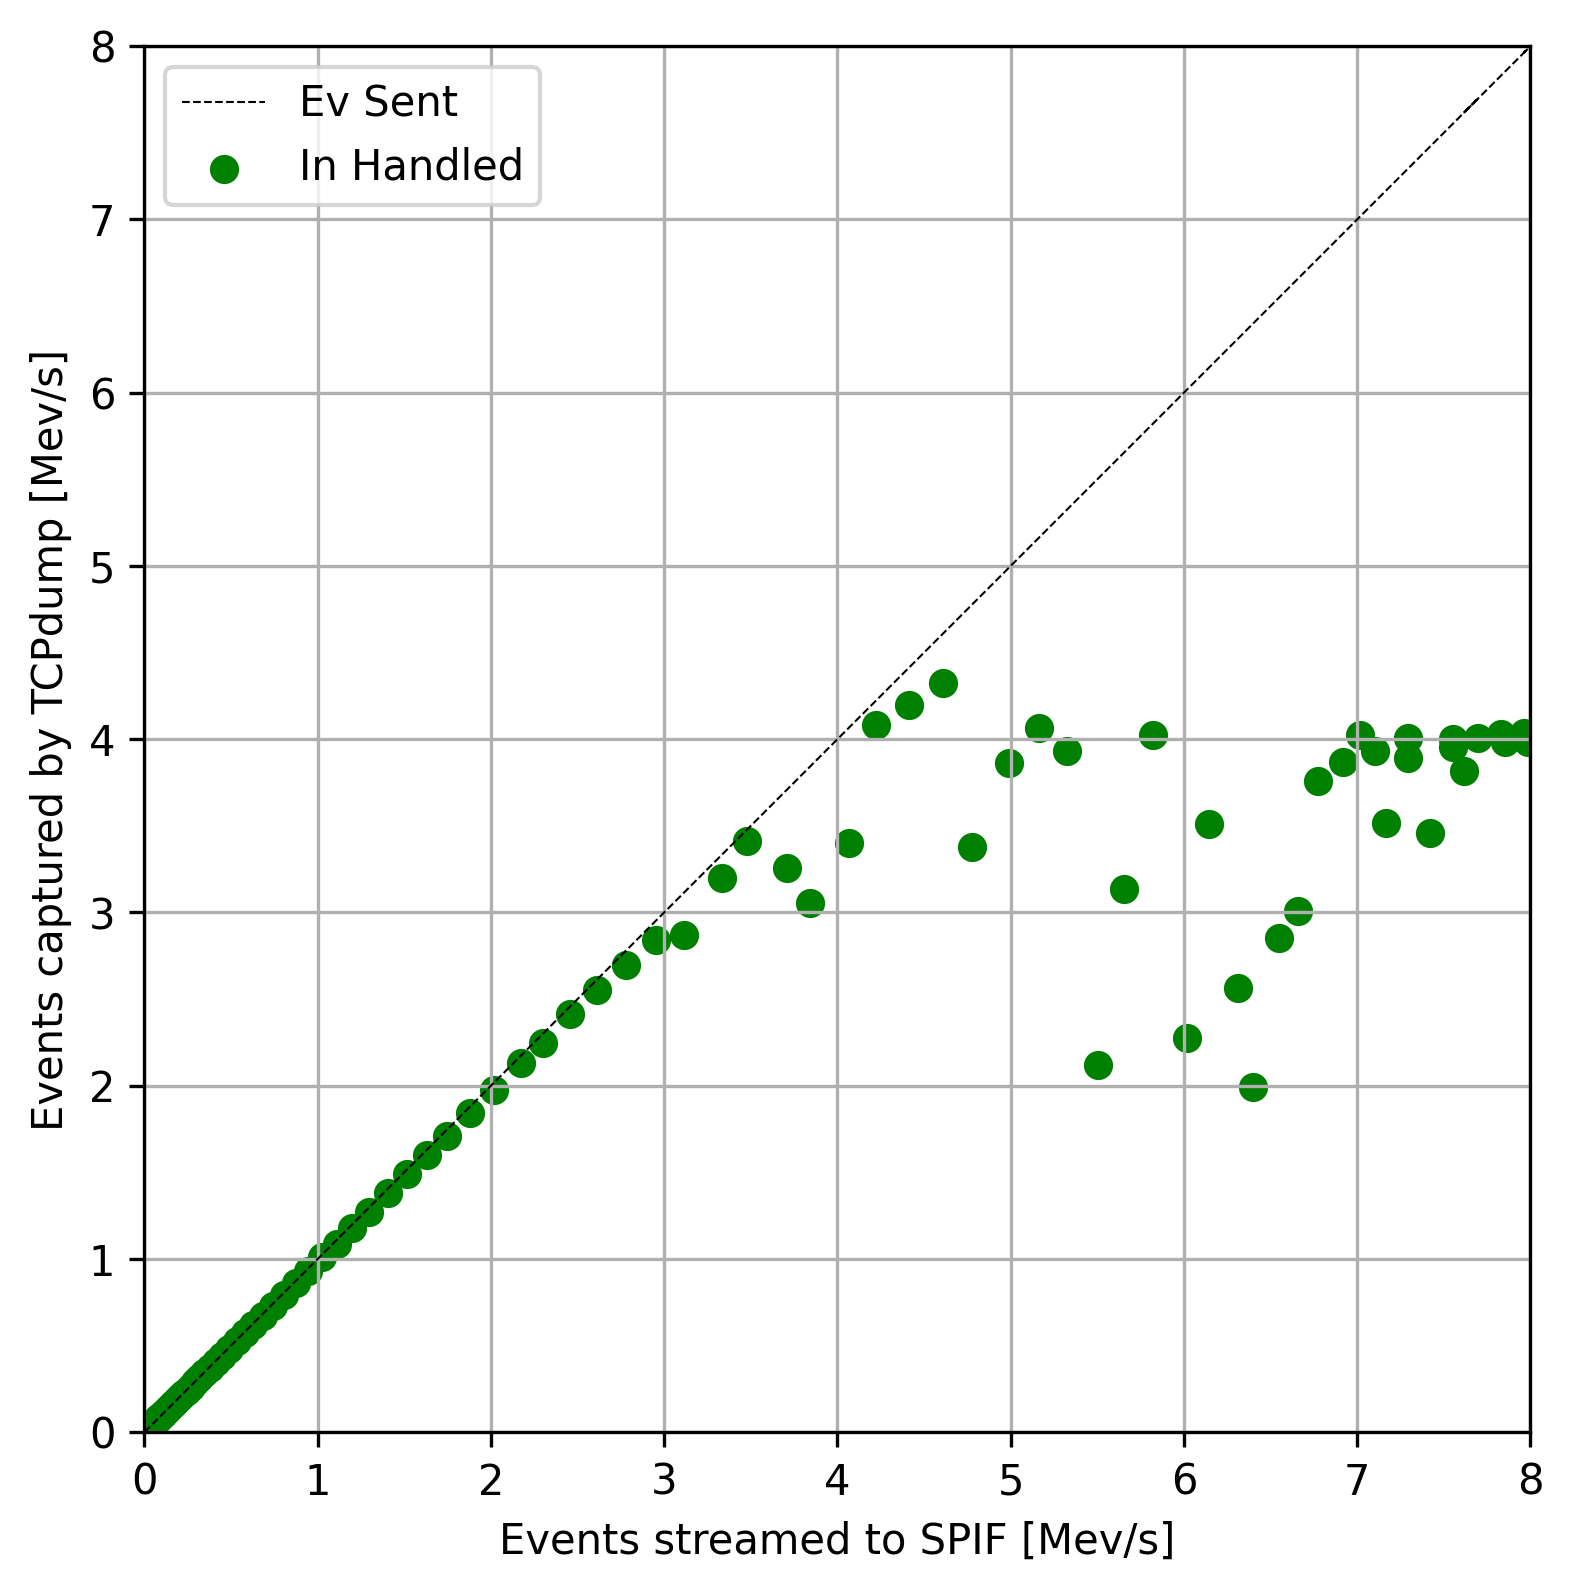 Ev Sent
In Handled
8
7
6
5
4
3
2
1
0
Events captured by TCPdump [Mev/s]
0 1 2 3 4 5 6 7 8
Events streamed to SPIF [Mev/s]